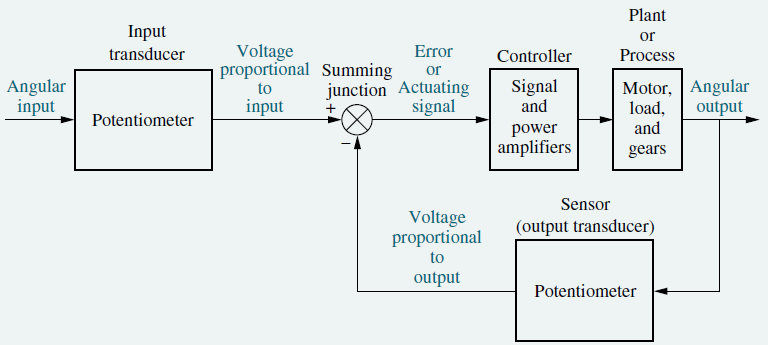 Input
transducer
Angular
input
Potentiometer
Voltage
proportional
to
input
Summing
junction
+
−
Error
or
Actuating
signal
Controller
Signal
and
power
amplifiers
Plant
or
Process
Motor,
load,
and
gears
Angular
output
Voltage
proportional
to
output
Sensor
(output transducer)
Potentiometer